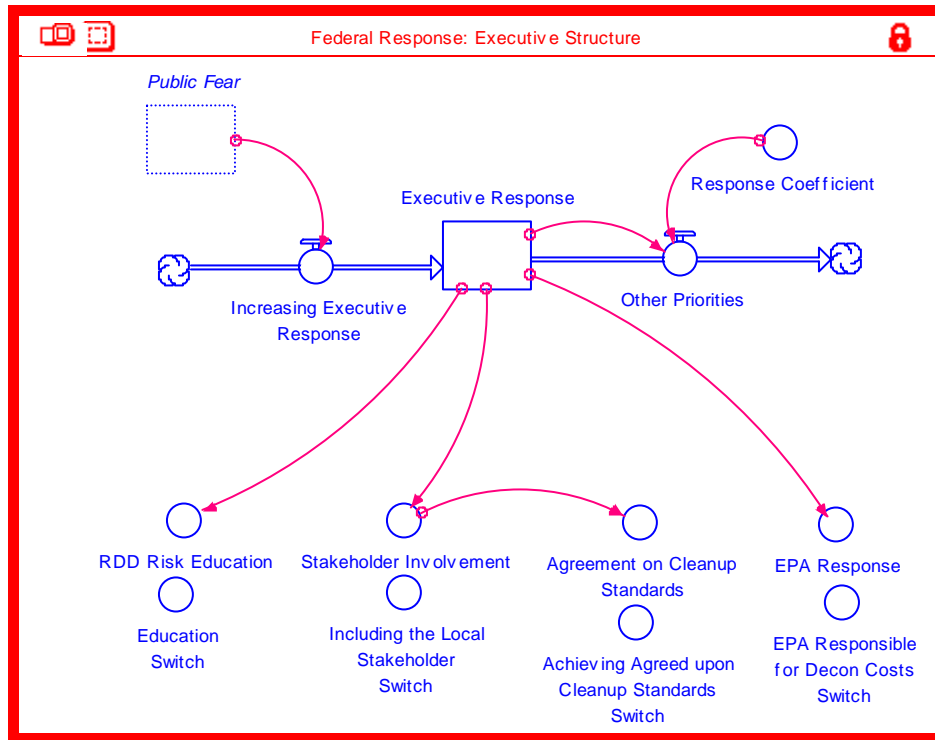 Federal Response: Executive Structure
Public Fear
Response Coefficient
Executive Response
Increasing Executive
Response
Other Priorities
RDD Risk Education
Stakeholder Involvement
Agreement on Cleanup
Standards
EPA Response
Education
Switch
Including the Local
Stakeholder
Switch
Achieving Agreed upon
Cleanup Standards
Switch
EPA Responsible
for Decon Costs
Switch